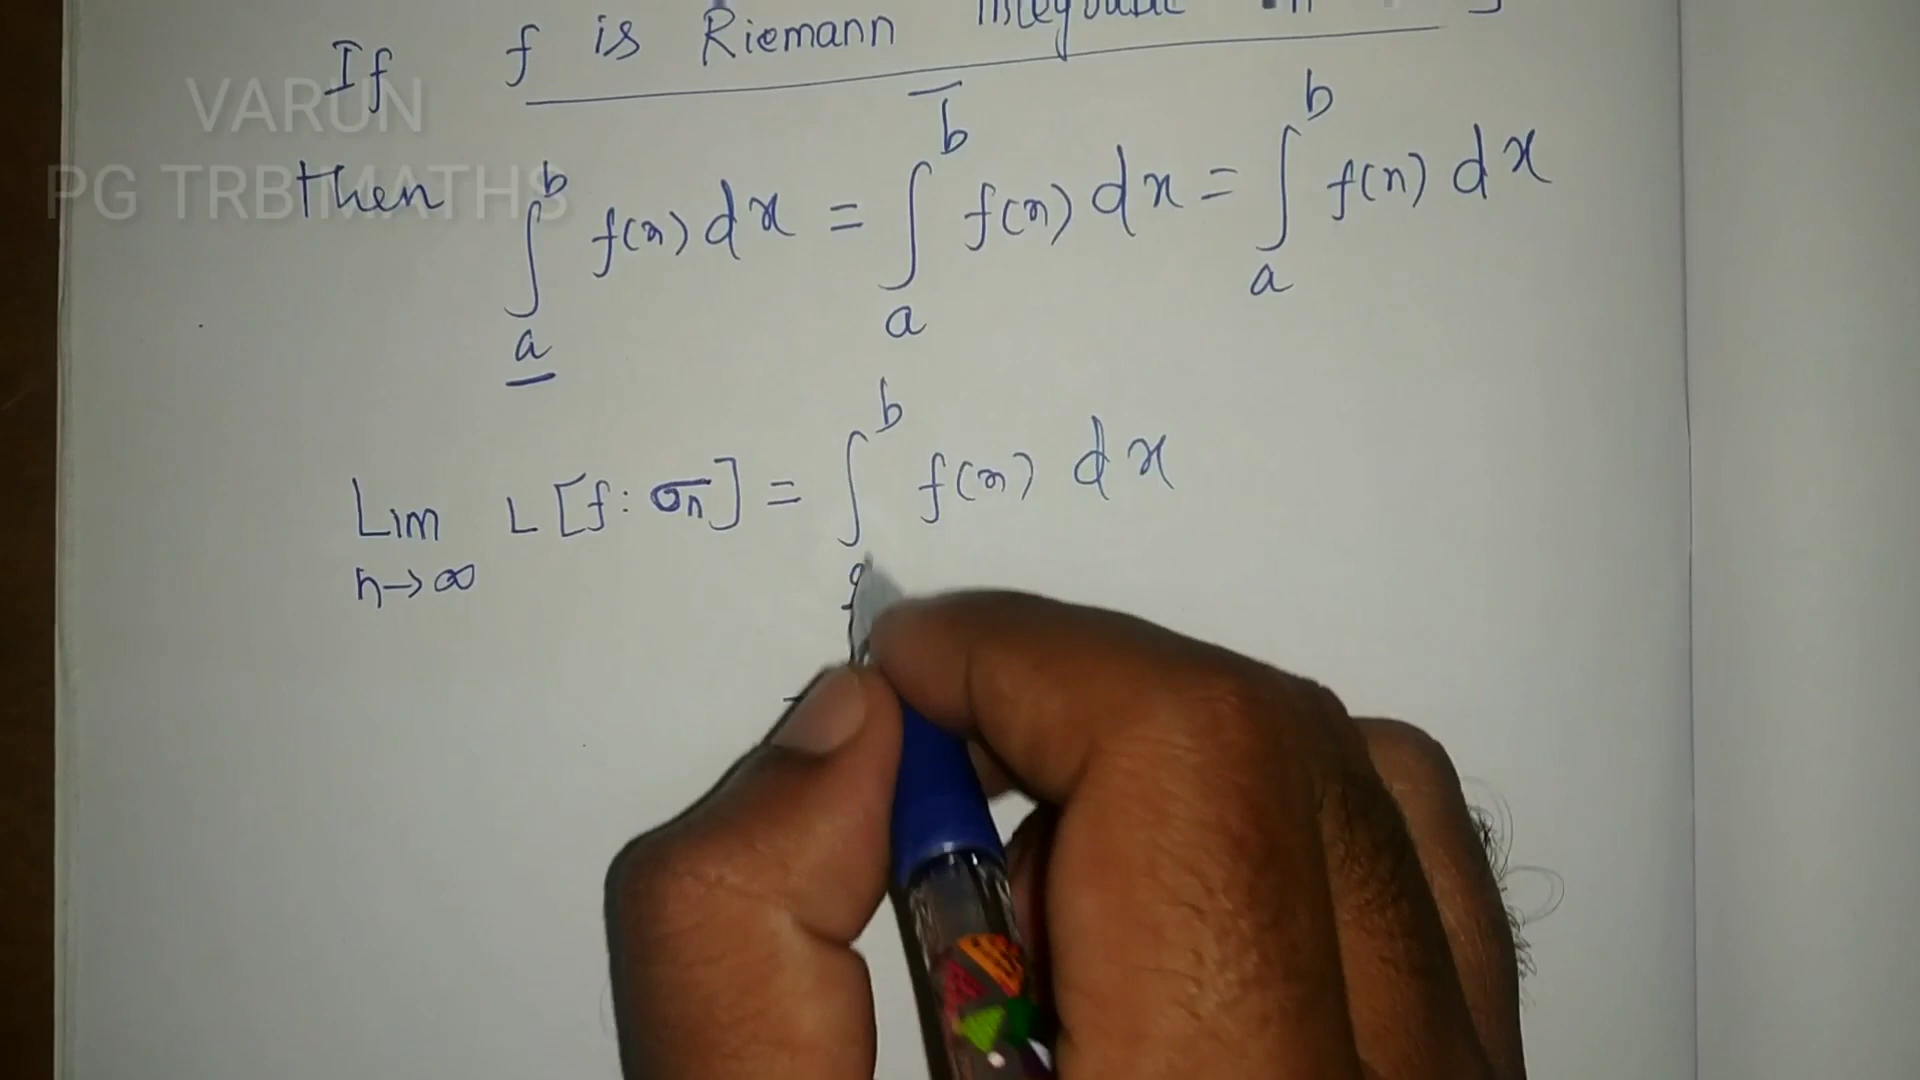 If f is Riemann
VARUN
PG TRB MATHS
then ∫_a̲^b f(x) dx = ∫_a^b̅ f(x) dx = ∫_a^b f(x) dx
Lim n→∞ L[f: σn] = ∫^b f(x) dx